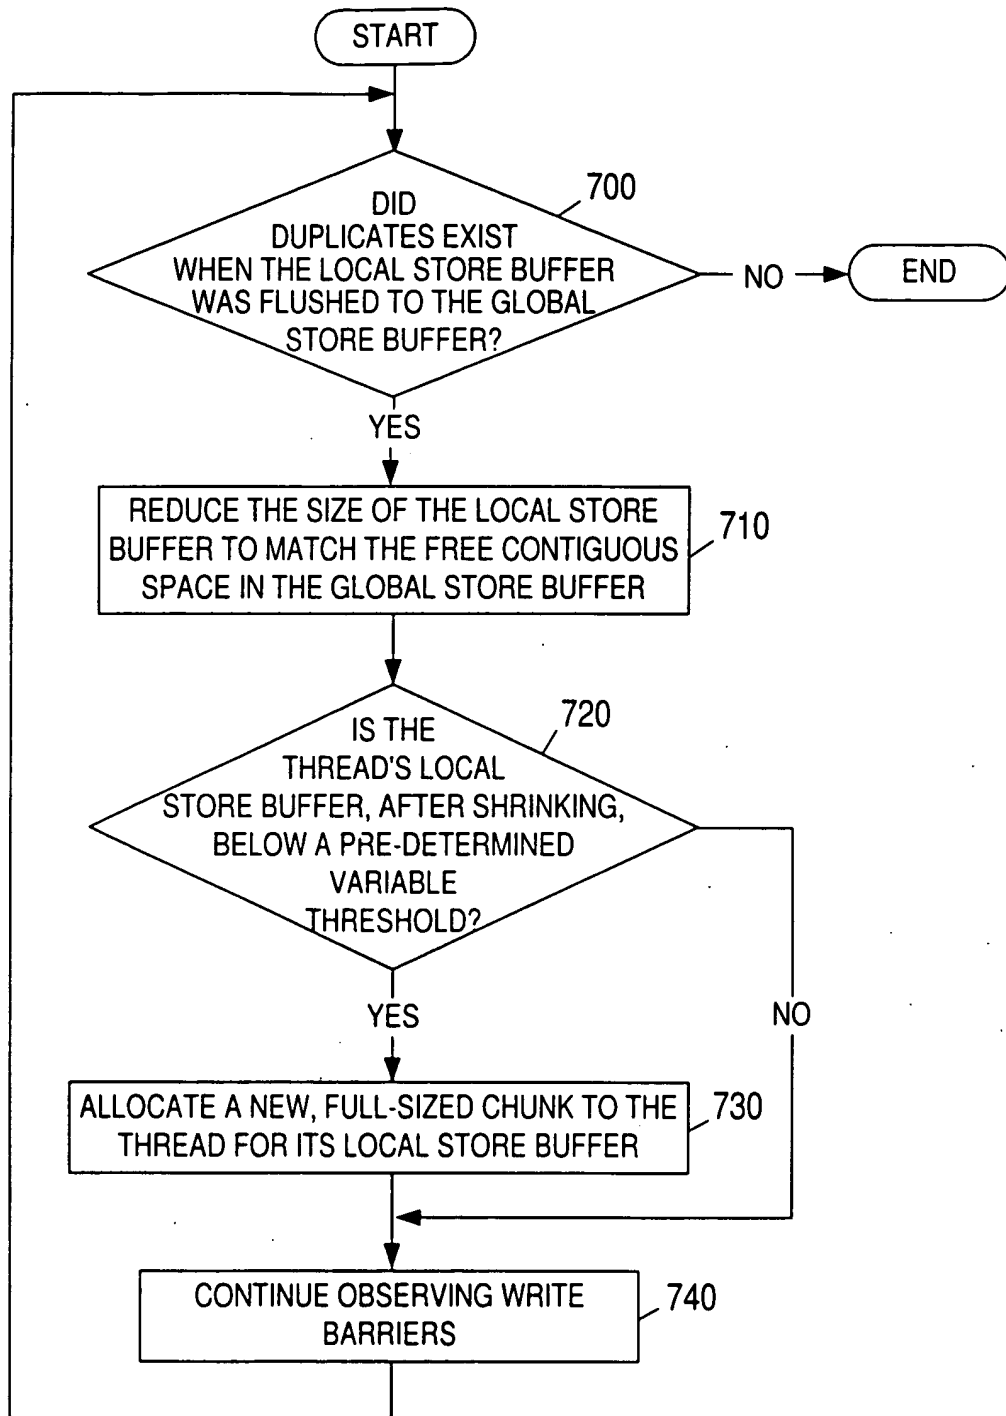 START
700
DID
DUPLICATES EXIST
WHEN THE LOCAL STORE BUFFER
WAS FLUSHED TO THE GLOBAL
STORE BUFFER?
NO
END
YES
REDUCE THE SIZE OF THE LOCAL STORE
BUFFER TO MATCH THE FREE CONTIGUOUS
SPACE IN THE GLOBAL STORE BUFFER
710
720
IS THE
THREAD'S LOCAL
STORE BUFFER, AFTER SHRINKING,
BELOW A PRE-DETERMINED
VARIABLE
THRESHOLD?
YES
NO
ALLOCATE A NEW, FULL-SIZED CHUNK TO THE
THREAD FOR ITS LOCAL STORE BUFFER
730
CONTINUE OBSERVING WRITE
BARRIERS
740